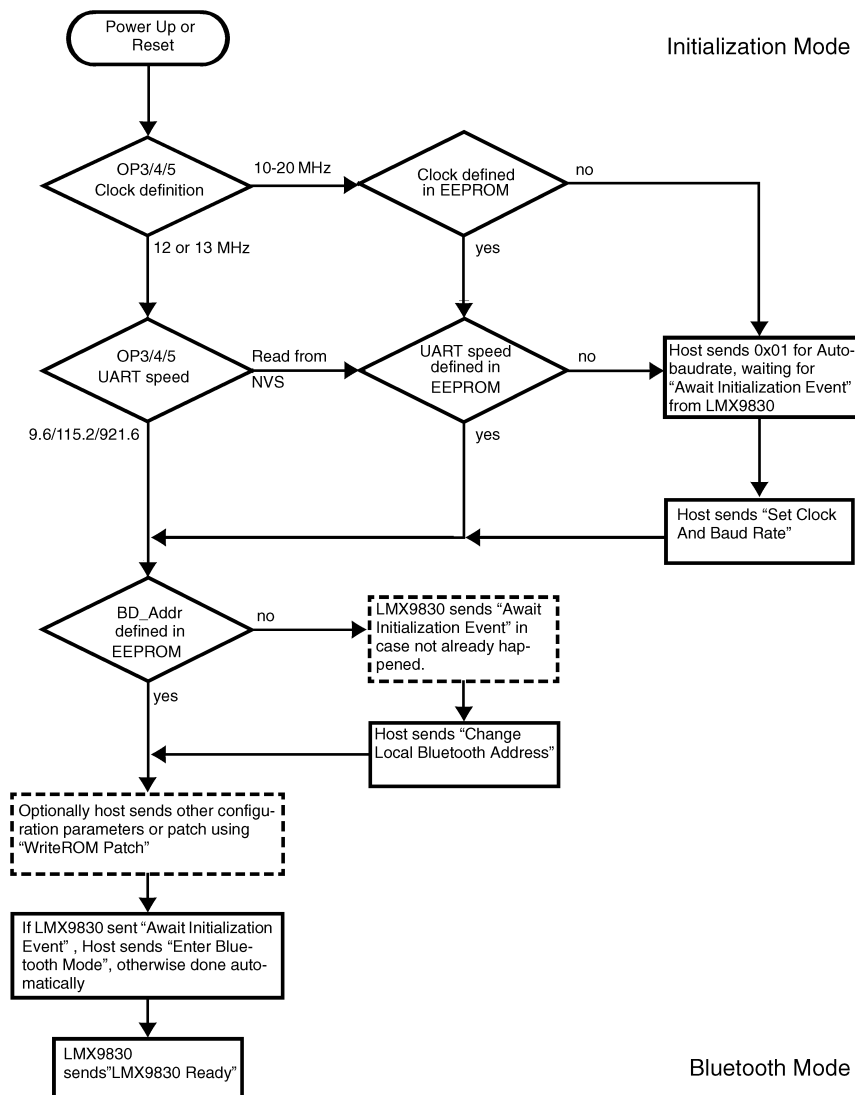 Power Up or
Reset
Initialization Mode
OP3/4/5
Clock definition
10-20 MHz
Clock defined
in EEPROM
no
12 or 13 MHz
yes
OP3/4/5
UART speed
Read from
NVS
UART speed
defined in
EEPROM
no
Host sends 0x01 for Auto-
baudrate, waiting for
“Await Initialization Event”
from LMX9830
9.6/115.2/921.6
yes
Host sends “Set Clock
And Baud Rate”
BD_Addr
defined in
EEPROM
no
LMX9830 sends “Await
Initialization Event” in
case not already hap-
pened.
yes
Host sends “Change
Local Bluetooth Address”
Optionally host sends other configu-
ration parameters or patch using
“WriteROM Patch”
If LMX9830 sent “Await Initialization
Event” , Host sends “Enter Blue-
tooth Mode”, otherwise done auto-
matically
LMX9830
sends”LMX9830 Ready”
Bluetooth Mode